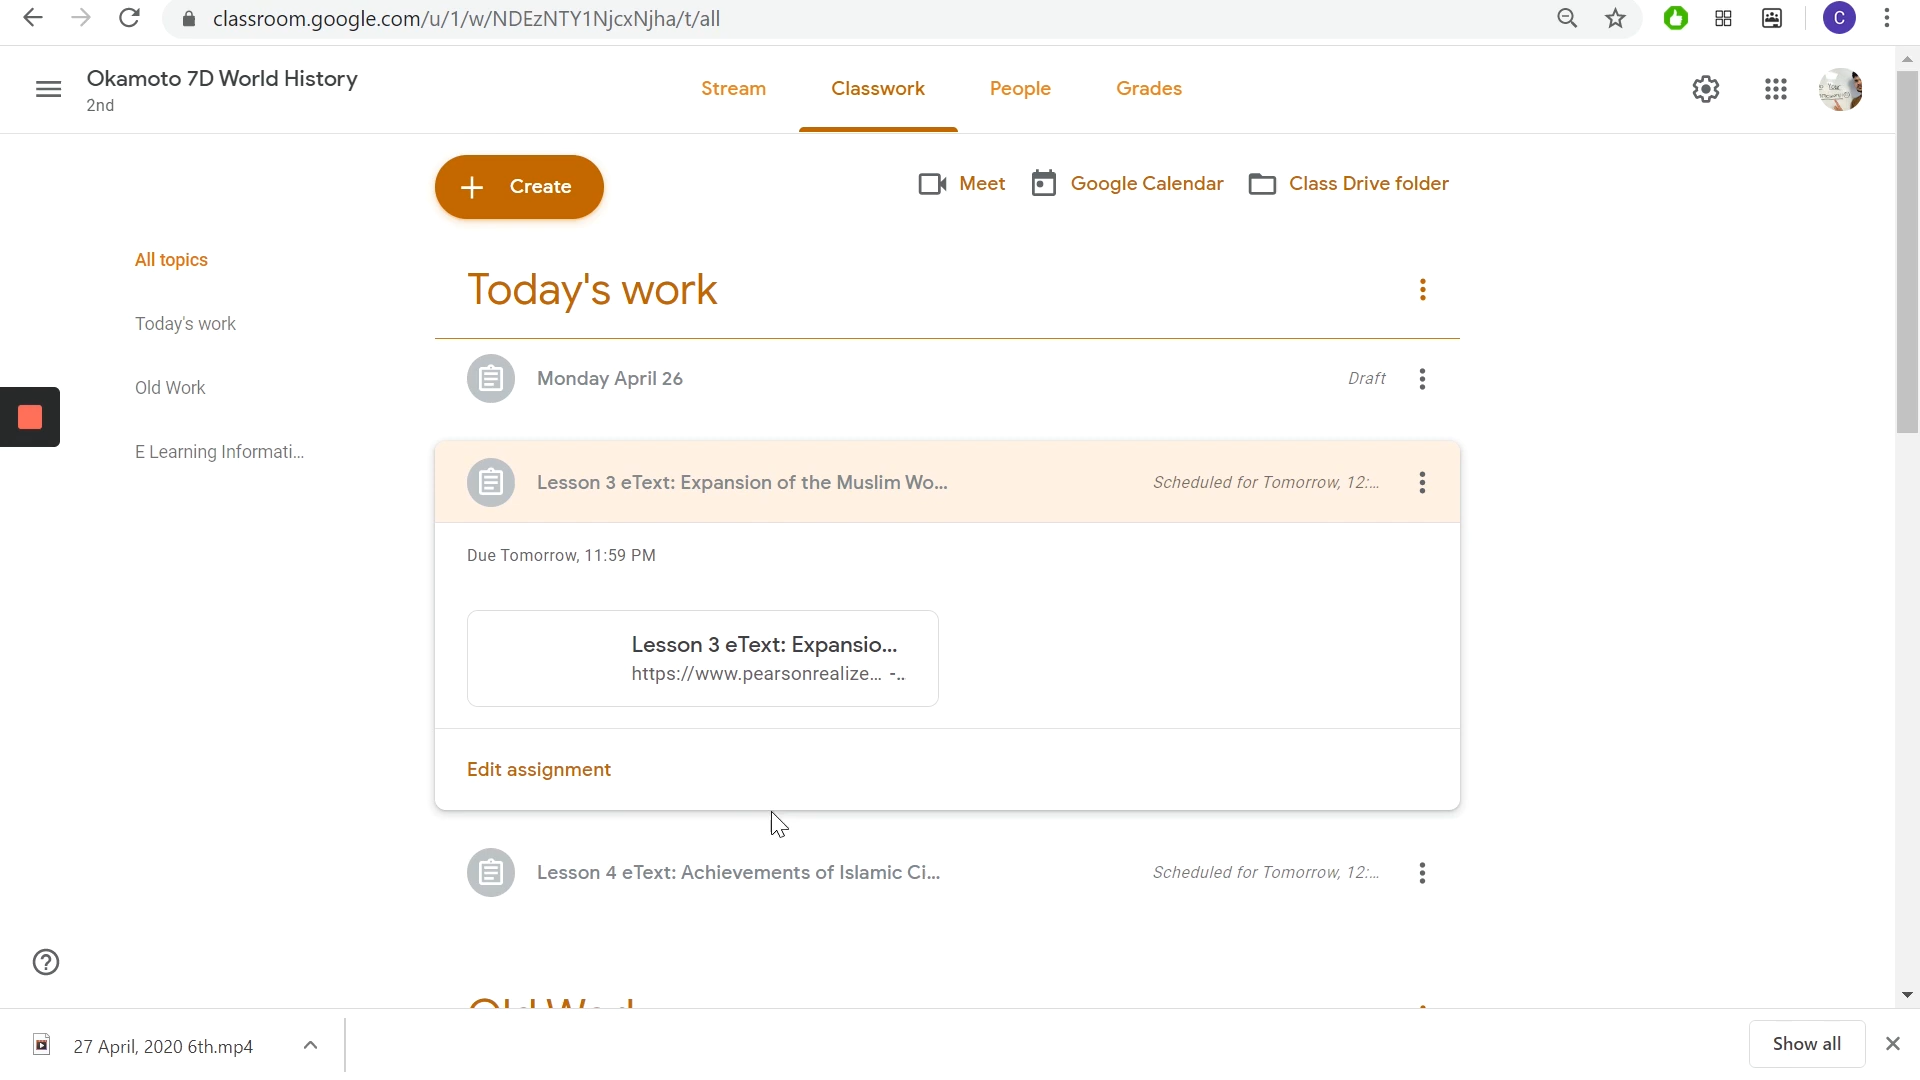 classroom.google.com/u/1/w/NDEzNTY1NjcxNjha/t/all
C
Okamoto 7D World History
2nd
Stream
Classwork
People
Grades
Create
Meet
Google Calendar
Class Drive folder
All topics
Today's work
Old Work
E Learning Informati...
Today's work
Monday April 26
Draft
Lesson 3 eText: Expansion of the Muslim Wo...
Scheduled for Tomorrow, 12:...
Due Tomorrow, 11:59 PM
Lesson 3 eText: Expansio...
https://www.pearsonrealize... -..
Edit assignment
Lesson 4 eText: Achievements of Islamic Ci...
Scheduled for Tomorrow, 12:...
Old Work
27 April, 2020 6th.mp4
Show all